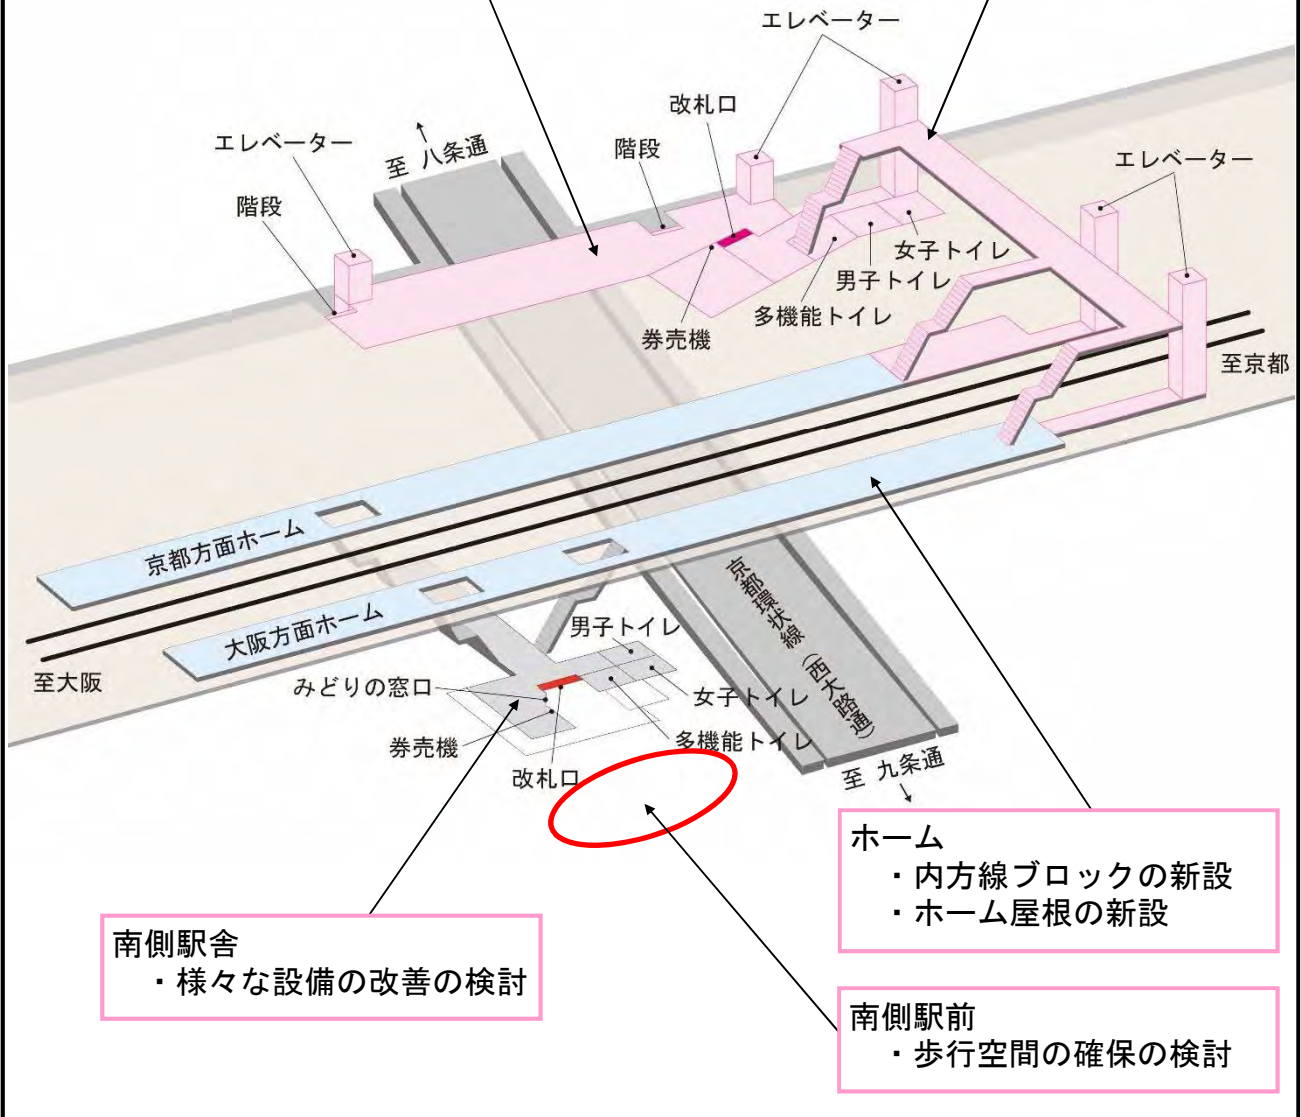 エレベーター
改札口
階段
エレベーター
至 八条通
階段
エレベーター
女子トイレ
男子トイレ
多機能トイレ
券売機
至京都
京都方面ホーム
大阪方面ホーム
至大阪
京都環状線（西大路通）
男子トイレ
みどりの窓口
女子トイレ
券売機
多機能トイレ
改札口
至 九条通
ホーム
・内方線ブロックの新設
・ホーム屋根の新設
南側駅舎
・様々な設備の改善の検討
南側駅前
・歩行空間の確保の検討